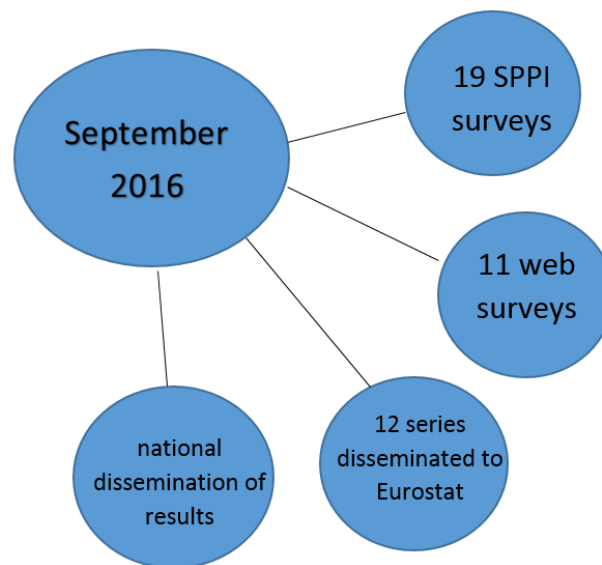 September
2016
19 SPPI
surveys
11 web
surveys
12 series
disseminated to
Eurostat
national
dissemination of
results